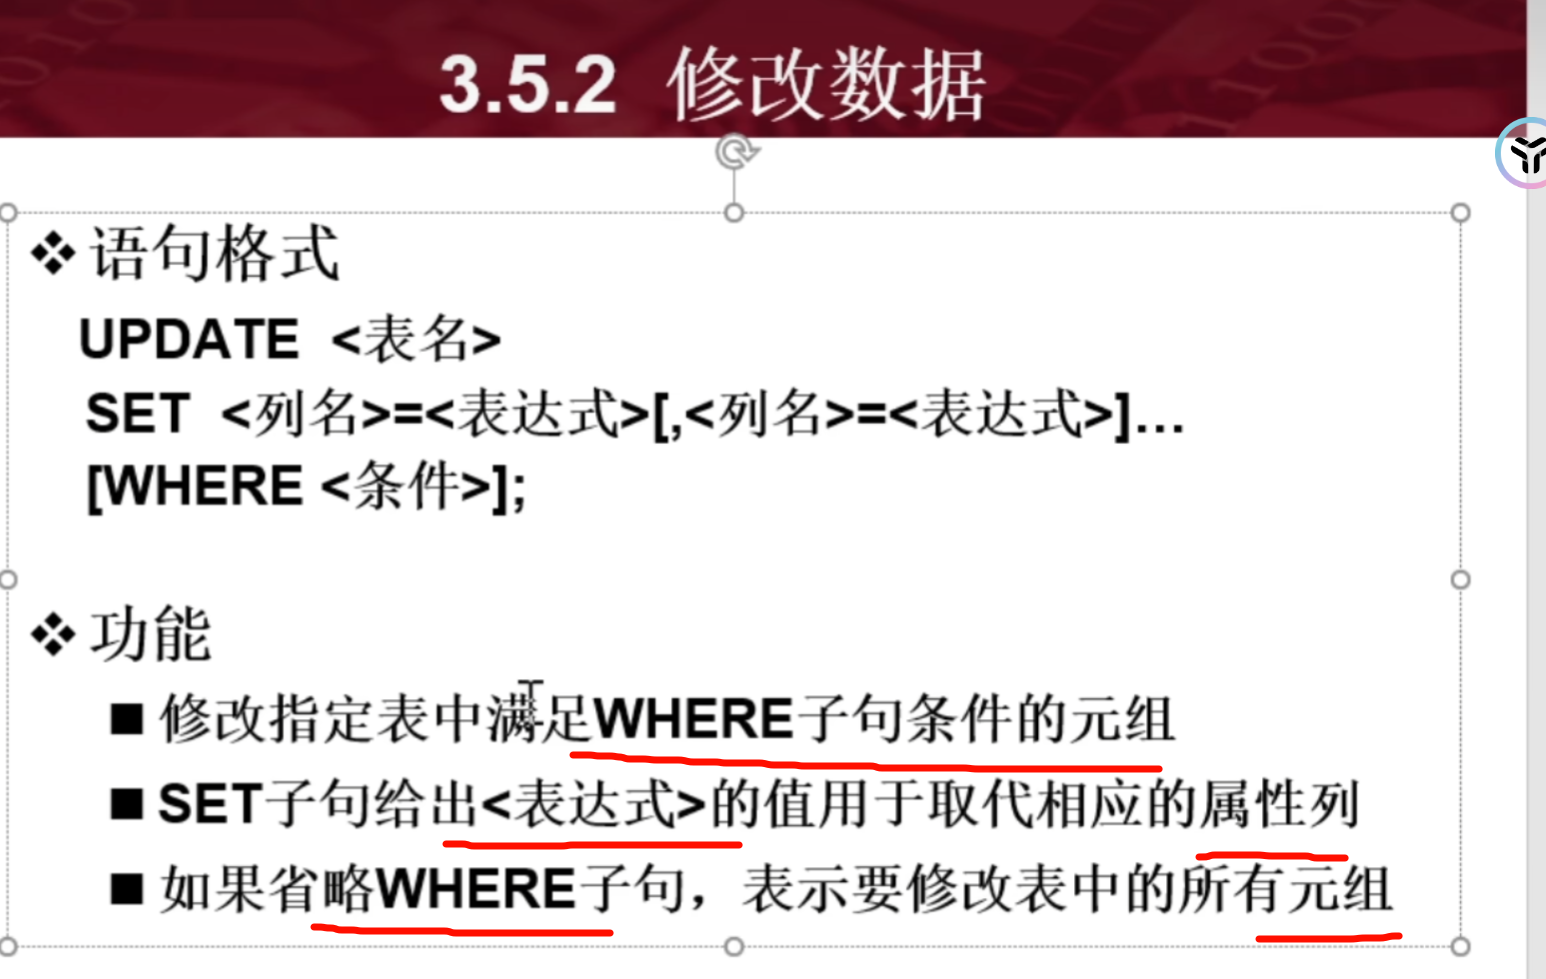 3.5.2 修改数据
❖ 语句格式
UPDATE <表名>
SET <列名>=<表达式>[,<列名>=<表达式>]…
[WHERE <条件>];
❖ 功能
■ 修改指定表中满足WHERE子句条件的元组
■ SET子句给出<表达式>的值用于取代相应的属性列
■ 如果省略WHERE子句，表示要修改表中的所有元组